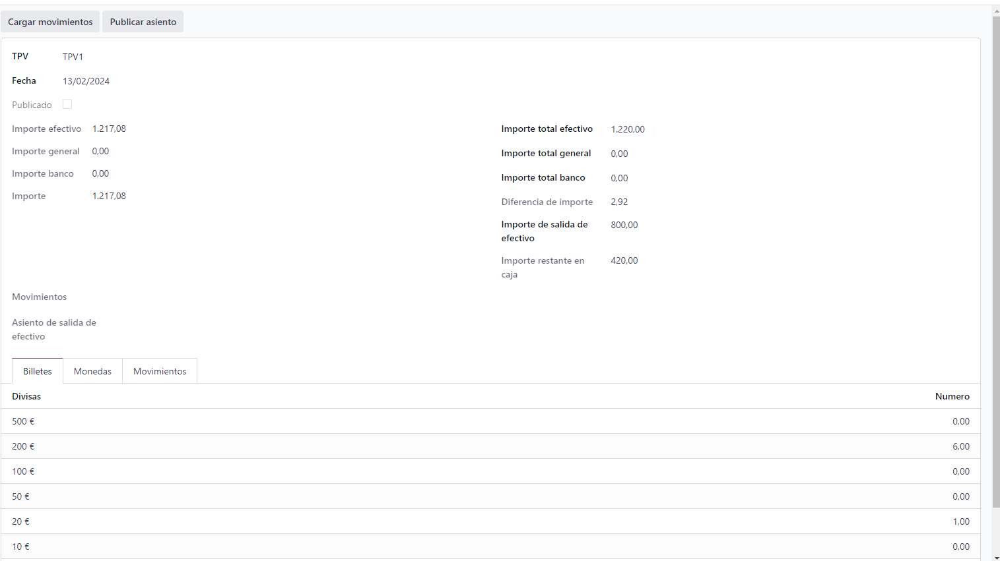 Cargar movimientos Publicar asiento
TPV TPV1
Fecha 13/02/2024
Publicado
Importe efectivo 1.217,08
Importe general 0,00
Importe banco 0,00
Importe 1.217,08
Importe total efectivo 1.220,00
Importe total general 0,00
Importe total banco 0,00
Diferencia de importe 2,92
Importe de salida de 800,00
efectivo
Importe restante en 420,00
caja
Movimientos
Asiento de salida de
efectivo
Billetes Monedas Movimientos
Divisas Numero
500 € 0,00
200 € 6,00
100 € 0,00
50 € 0,00
20 € 1,00
10 € 0,00